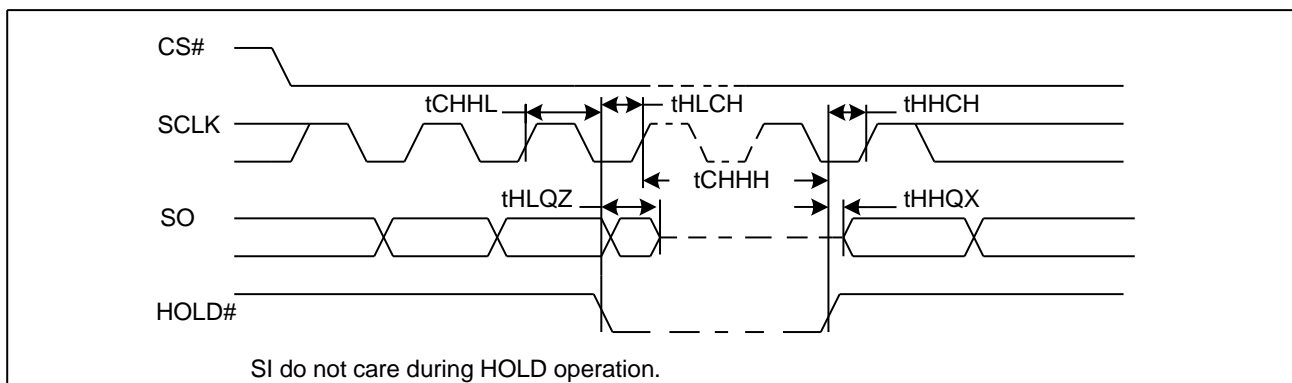 CS#
tCHHL
tHLCH
tHHCH
SCLK
tCHHH
tHLQZ
tHHQX
SO
HOLD#
SI do not care during HOLD operation.